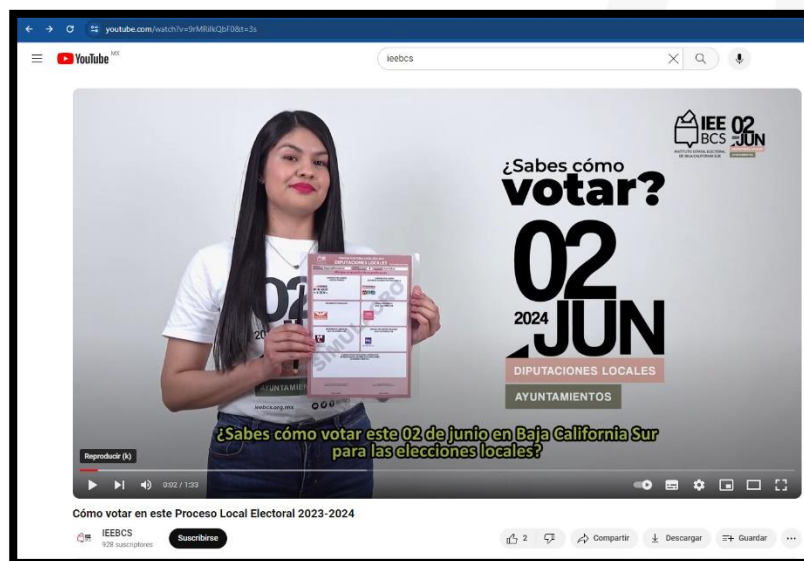 youtube.com/watch?v=9rMRilkQbF0&t=3s
YouTube MX
ieebcs
IEE
BCS
02
JUN
INSTITUTO ESTATAL ELECTORAL
DE BAJA CALIFORNIA SUR
¿Sabes cómo
votar?
02
2024
JUN
DIPUTACIONES LOCALES
AYUNTAMIENTOS
DIPUTACIONES LOCALES
SIMULACRO
02
20
AYUNTAMIENTOS
ieebcs.org.mx
¿Sabes cómo votar este 02 de junio en Baja California Sur
para las elecciones locales?
Reproducir (k)
0:02 / 1:33
Cómo votar en este Proceso Local Electoral 2023-2024
IEEBCS
928 suscriptores
Suscribirse
2
Compartir
Descargar
Guardar